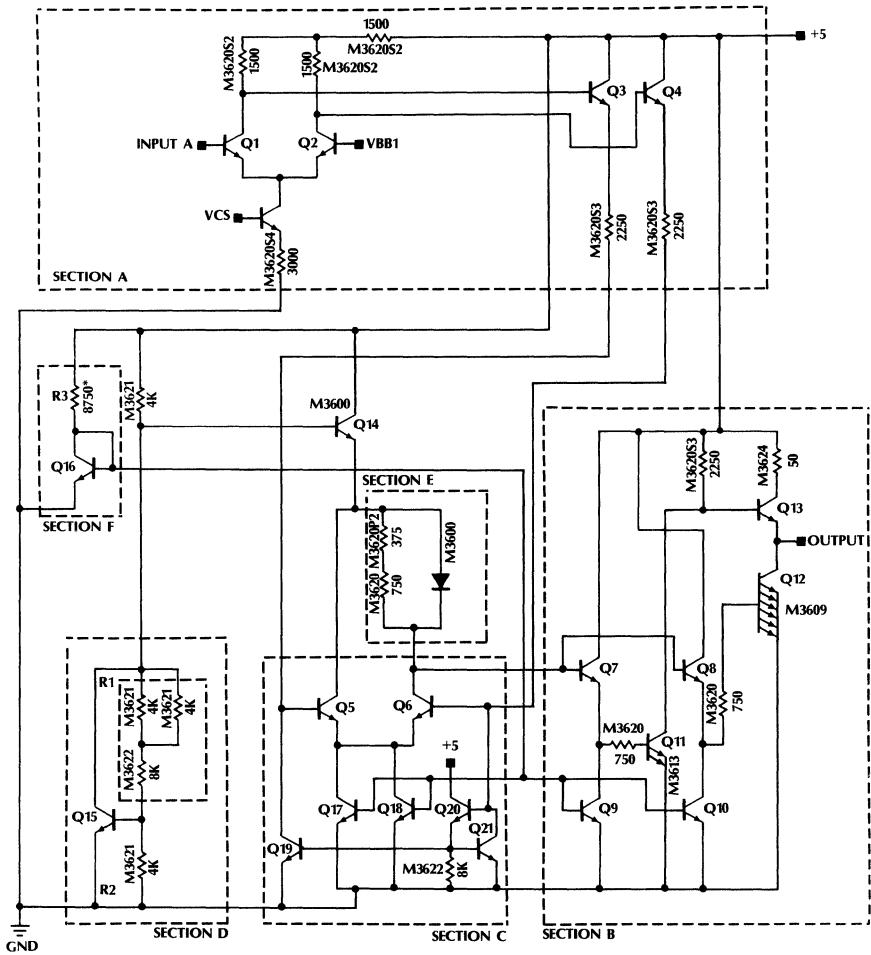 1500
M3620S2
+5
M3620S2
1500
1500
M3620S2
Q3
Q4
INPUT A
Q1
Q2
VBB1
VCS
M3620S4
3000
M3620S3
2250
M3620S3
2250
SECTION A
R3
8750*
M3621
4K
M3600
Q14
Q16
SECTION F
SECTION E
M3620P2
375
M3620
750
M3600
M3620S3
2250
M3624
50
Q13
OUTPUT
Q12
M3609
R1
M3621
4K
M3621
4K
M3622
8K
Q15
M3621
4K
R2
Q5
Q6
+5
Q17
Q18
Q20
Q21
Q19
M3622
8K
Q7
Q8
M3620
750
M3620
750
Q11
M3613
Q9
Q10
GND
SECTION D
SECTION C
SECTION B